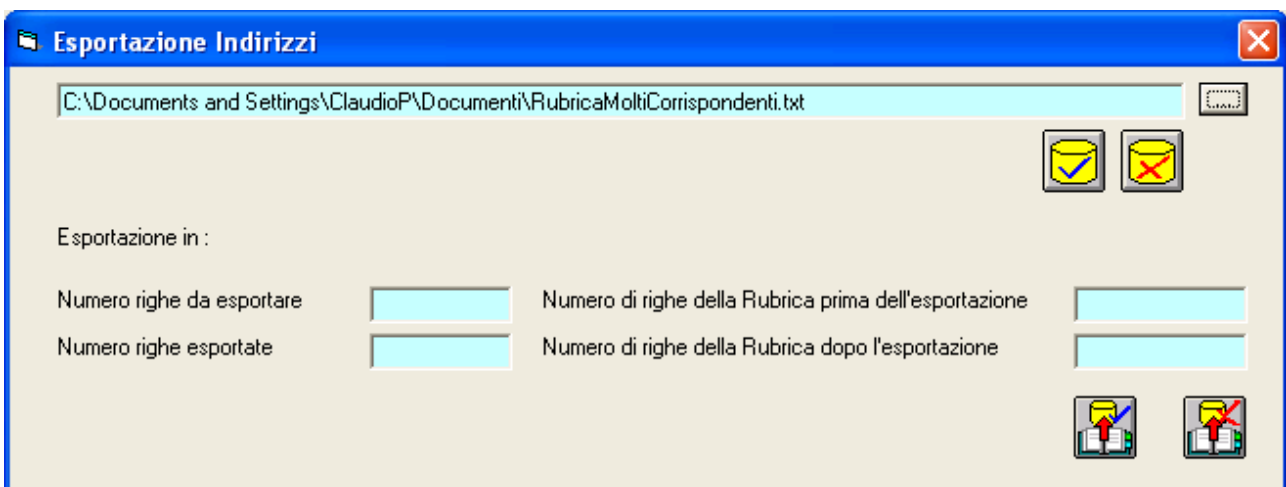 Esportazione Indirizzi
C:\Documents and Settings\ClaudioP\Documenti\RubricaMoltiCorrispondenti.txt
Esportazione in :
Numero righe da esportare Numero di righe della Rubrica prima dell'esportazione
Numero righe esportate Numero di righe della Rubrica dopo l'esportazione